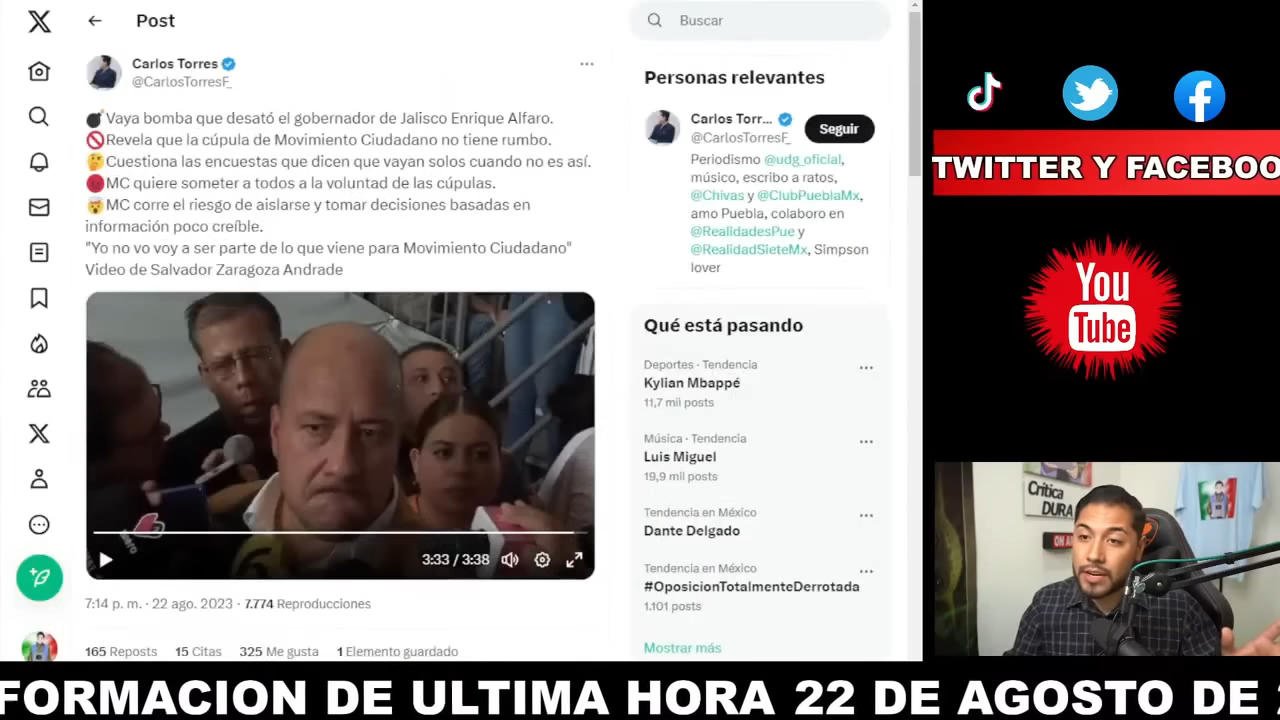 Post
Buscar
Carlos Torres
@CarlosTorresF_
💣Vaya bomba que desató el gobernador de Jalisco Enrique Alfaro.
🚫Revela que la cúpula de Movimiento Ciudadano no tiene rumbo.
🤔Cuestiona las encuestas que dicen que vayan solos cuando no es así.
😡MC quiere someter a todos a la voluntad de las cúpulas.
🤯MC corre el riesgo de aislarse y tomar decisiones basadas en
información poco creíble.
"Yo no vo voy a ser parte de lo que viene para Movimiento Ciudadano"
Video de Salvador Zaragoza Andrade
3:33 / 3:38
7:14 p. m. · 22 ago. 2023 · 7.774 Reproducciones
165 Reposts 15 Citas 325 Me gusta 1 Elemento guardado
Personas relevantes
Carlos Torr...
@CarlosTorresF_
Seguir
Periodismo @udg_oficial,
músico, escribo a ratos,
@Chivas y @ClubPueblaMx,
amo Puebla, colaboro en
@RealidadesPue y
@RealidadSieteMx, Simpson
lover
Qué está pasando
Deportes · Tendencia
Kylian Mbappé
11,7 mil posts
Música · Tendencia
Luis Miguel
19,9 mil posts
Tendencia en México
Dante Delgado
Tendencia en México
#OposicionTotalmenteDerrotada
1.101 posts
Mostrar más
TWITTER Y FACEBOO
You
Tube
Crítica
DURA
ON A
FORMACION DE ULTIMA HORA 22 DE AGOSTO DE 2